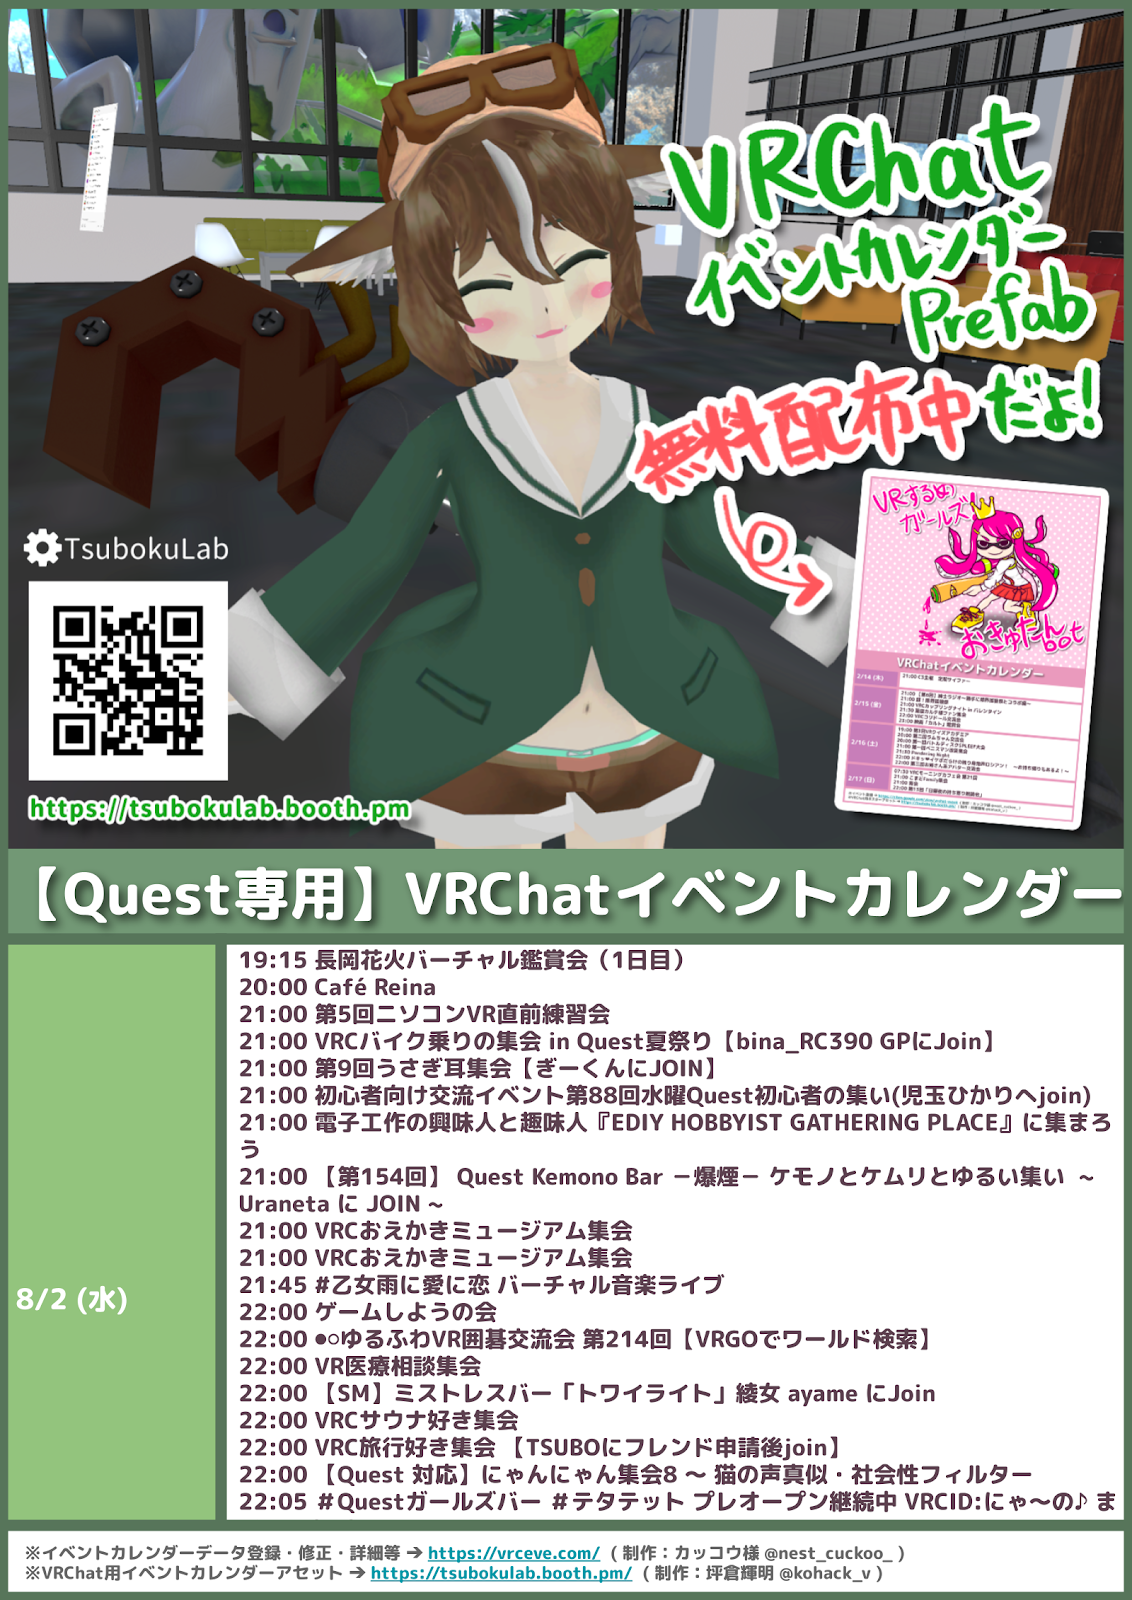 VRChat
イベントカレンダー
Prefab
無料配布中だよ!
TsubokuLab
https://tsubokulab.booth.pm
VRするめ
ガールズ
おきゅたん
bot
VRChatイベントカレンダー
2/14 (木)
2/15 (金)
2/16 (土)
2/17 (日)
【Quest専用】VRChatイベントカレンダー
8/2 (水)
19:15 長岡花火バーチャル鑑賞会（1日目）
20:00 Café Reina
21:00 第5回ニソコンVR直前練習会
21:00 VRCバイク乗りの集会 in Quest夏祭り【bina_RC390 GPにJoin】
21:00 第9回うさぎ耳集会【ぎーくんにJOIN】
21:00 初心者向け交流イベント第88回水曜Quest初心者の集い(児玉ひかりへjoin)
21:00 電子工作の興味人と趣味人『EDIY HOBBYIST GATHERING PLACE』に集まろ
う
21:00 【第154回】 Quest Kemono Bar －爆煙－ ケモノとケムリとゆるい集い ～
Uraneta に JOIN ~
21:00 VRCおえかきミュージアム集会
21:00 VRCおえかきミュージアム集会
21:45 #乙女雨に愛に恋 バーチャル音楽ライブ
22:00 ゲームしようの会
22:00 ●○ゆるふわVR囲碁交流会 第214回【VRGOでワールド検索】
22:00 VR医療相談集会
22:00 【SM】ミストレスバー「トワイライト」綾女 ayame にJoin
22:00 VRCサウナ好き集会
22:00 VRC旅行好き集会 【TSUBOにフレンド申請後join】
22:00 【Quest 対応】にゃんにゃん集会8 ～ 猫の声真似・社会性フィルター
22:05 ＃Questガールズバー ＃テタテット プレオープン継続中 VRCID:にゃ～の♪ ま
※イベントカレンダーデータ登録・修正・詳細等 ➔ https://vrceve.com/ （制作：カッコウ様 @nest_cuckoo_ ）
※VRChat用イベントカレンダーアセット ➔ https://tsubokulab.booth.pm/ （制作：坪倉輝明 @kohack_v ）